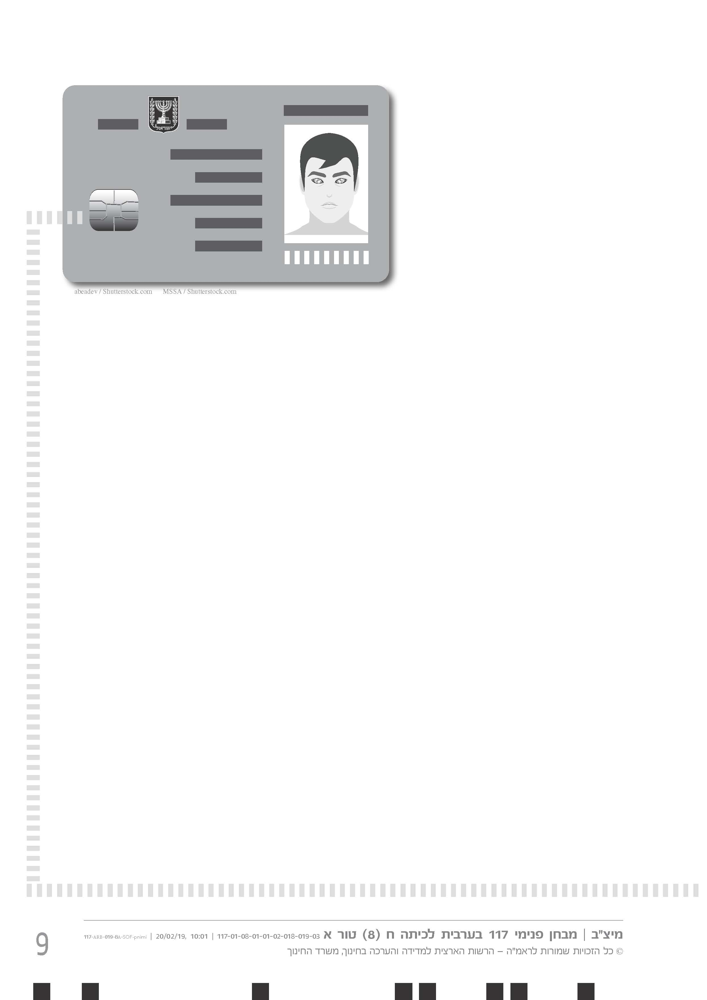 ישראל
abeadev / Shutterstock.com MSSA / Shutterstock.com
מיצ"ב | מבחן פנימי 117 בערבית לכיתה ח (8) טור א 117-01-08-01-01-02-018-019-03 | 20/02/19, 10:01 | 117-ARB-019-8A-SOF-pnimi
© כל הזכויות שמורות לראמ"ה – הרשות הארצית למדידה והערכה בחינוך, משרד החינוך
9